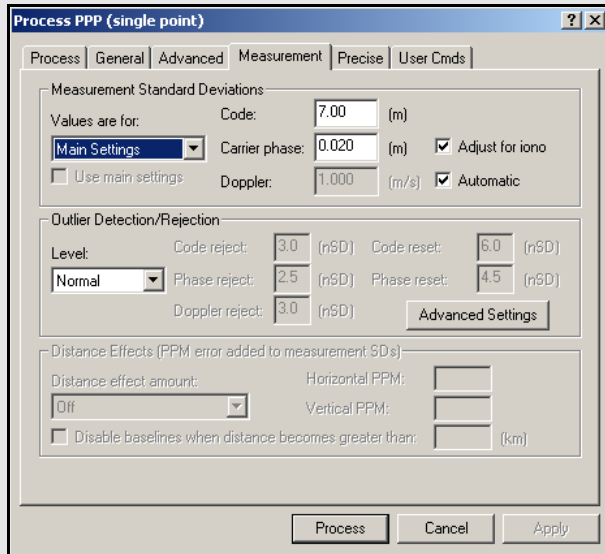 Process PPP (single point)
? X
Process General Advanced Measurement Precise User Cmds
Measurement Standard Deviations
Values are for: Code: 7.00 (m)
Main Settings Carrier phase: 0.020 (m) Adjust for iono
Use main settings Doppler: 1.000 (m/s) Automatic
Outlier Detection/Rejection
Level: Code reject: 3.0 (nSD) Code reset: 6.0 (nSD)
Normal Phase reject: 2.5 (nSD) Phase reset: 4.5 (nSD)
Doppler reject: 3.0 (nSD) Advanced Settings
Distance Effects (PPM error added to measurement SDs)
Distance effect amount: Horizontal PPM:
Off Vertical PPM:
Disable baselines when distance becomes greater than: (km)
Process Cancel Apply